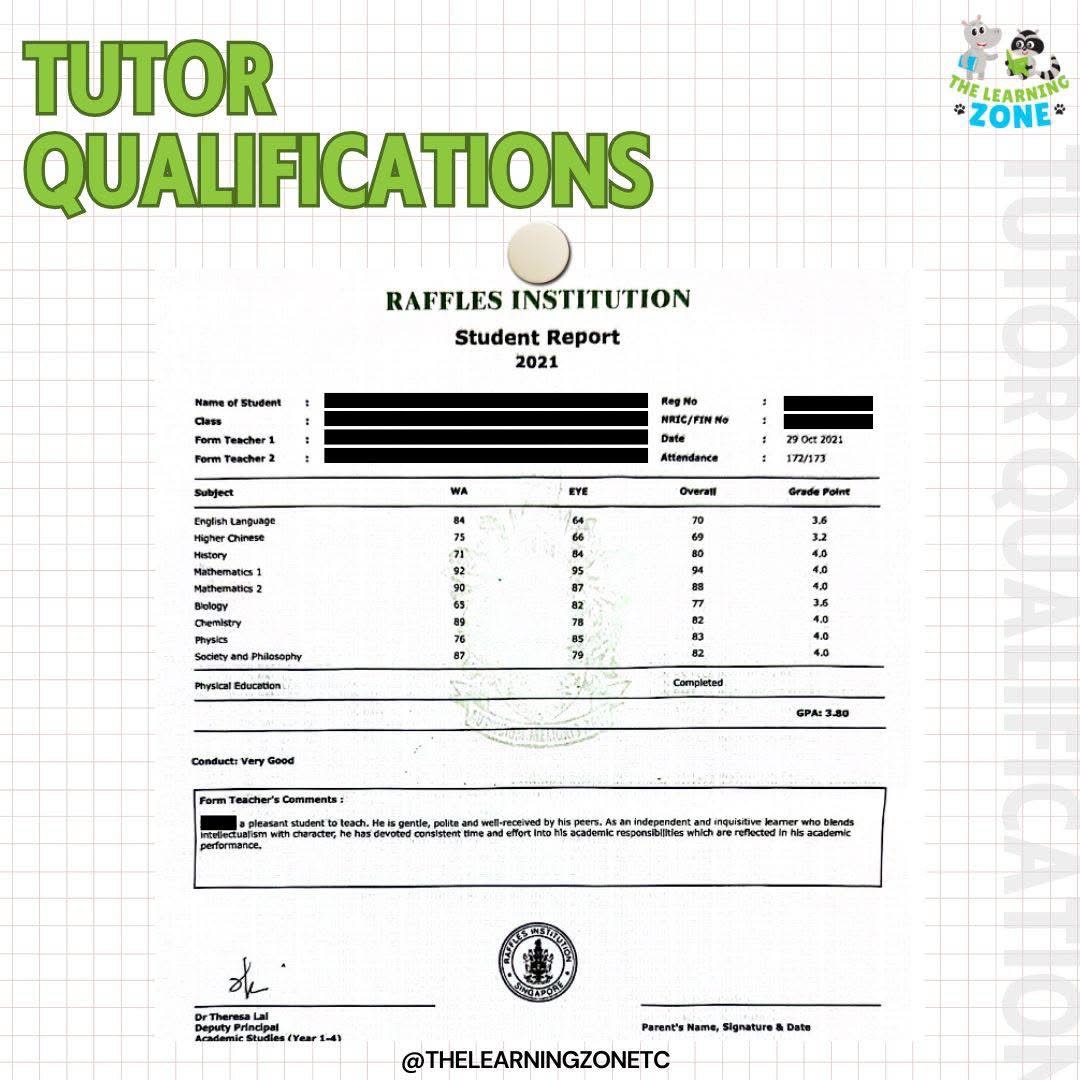 TUTOR
QUALIFICATIONS
THE LEARNING
ZONE
TUTOR QUALIFICATION
RAFFLES INSTITUTION
Student Report
2021
Name of Student :
Class :
Form Teacher 1 :
Form Teacher 2 :
Reg No :
NRIC/FIN No :
Date : 29 Oct 2021
Attendance : 172/173
Subject WA EYE Overall Grade Point
English Language 84 64 70 3.6
Higher Chinese 75 66 69 3.2
History 71 84 80 4.0
Mathematics 1 92 95 94 4.0
Mathematics 2 90 87 88 4.0
Biology 65 82 77 3.6
Chemistry 89 78 82 4.0
Physics 76 85 83 4.0
Society and Philosophy 87 79 82 4.0
Physical Education Completed
GPA: 3.80
Conduct: Very Good
Form Teacher's Comments :
a pleasant student to teach. He is gentle, polite and well-received by his peers. As an independent and inquisitive learner who blends
intellectualism with character, he has devoted consistent time and effort into his academic responsibilities which are reflected in his academic
performance.
RAFFLES INSTITUTION
SINGAPORE
Dr Theresa Lai
Deputy Principal
Academic Studies (Year 1-4)
Parent's Name, Signature & Date
@THELEARNINGZONETC